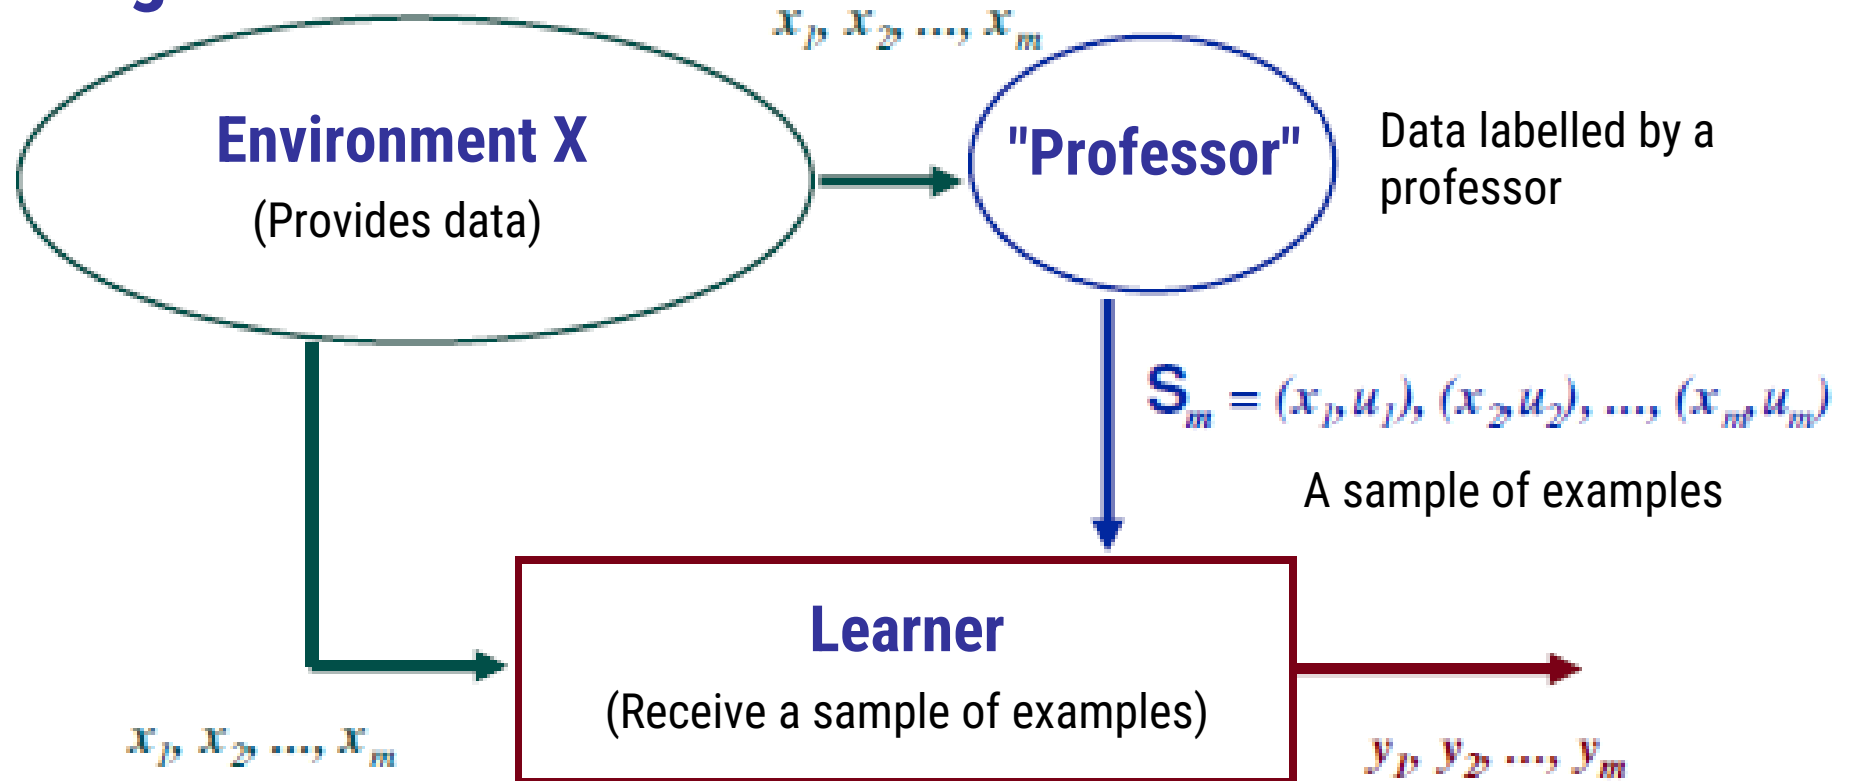 x1, x2, ..., xm
Environment X
(Provides data)
"Professor"
Data labelled by a
professor
Sm = (x1, u1), (x2, u2), ..., (xm, um)
A sample of examples
Learner
(Receive a sample of examples)
x1, x2, ..., xm
y1, y2, ..., ym